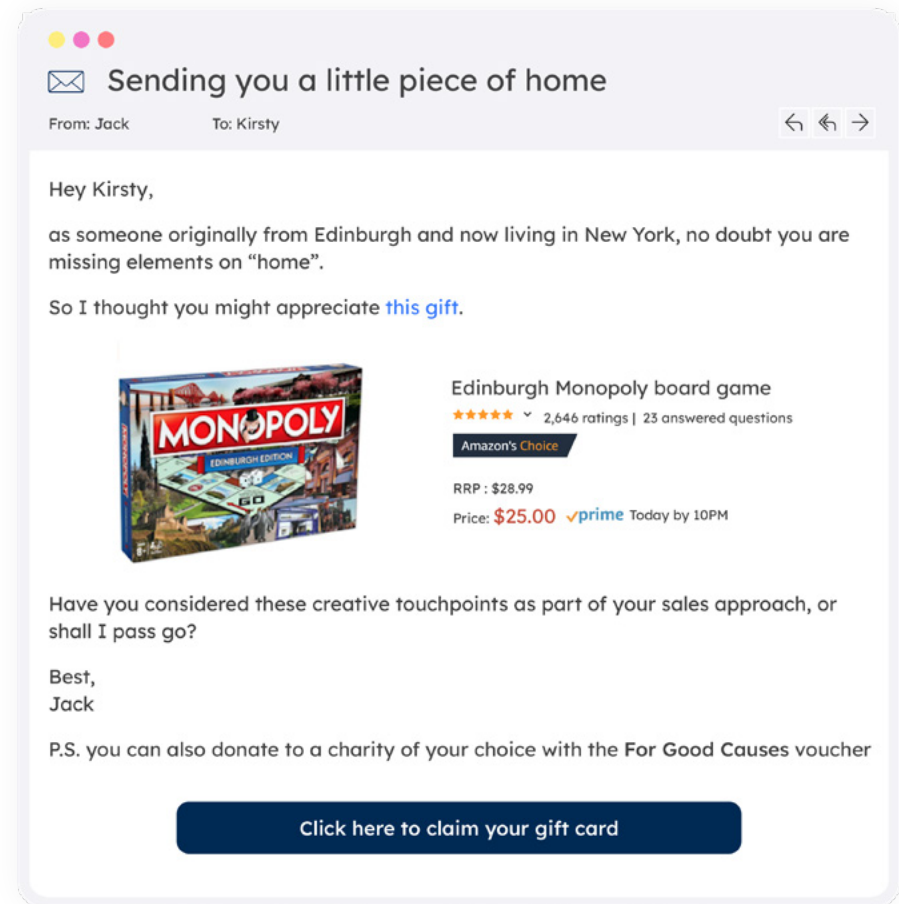 Sending you a little piece of home
From: Jack To: Kirsty
Hey Kirsty,
as someone originally from Edinburgh and now living in New York, no doubt you are
missing elements on “home”.
So I thought you might appreciate this gift.
MONOPOLY
EDINBURGH EDITION
GO
MONOPOLY
8+
Edinburgh Monopoly board game
2,646 ratings | 23 answered questions
Amazon's Choice
RRP : $28.99
Price: $25.00 prime Today by 10PM
Have you considered these creative touchpoints as part of your sales approach, or
shall I pass go?
Best,
Jack
P.S. you can also donate to a charity of your choice with the For Good Causes voucher
Click here to claim your gift card